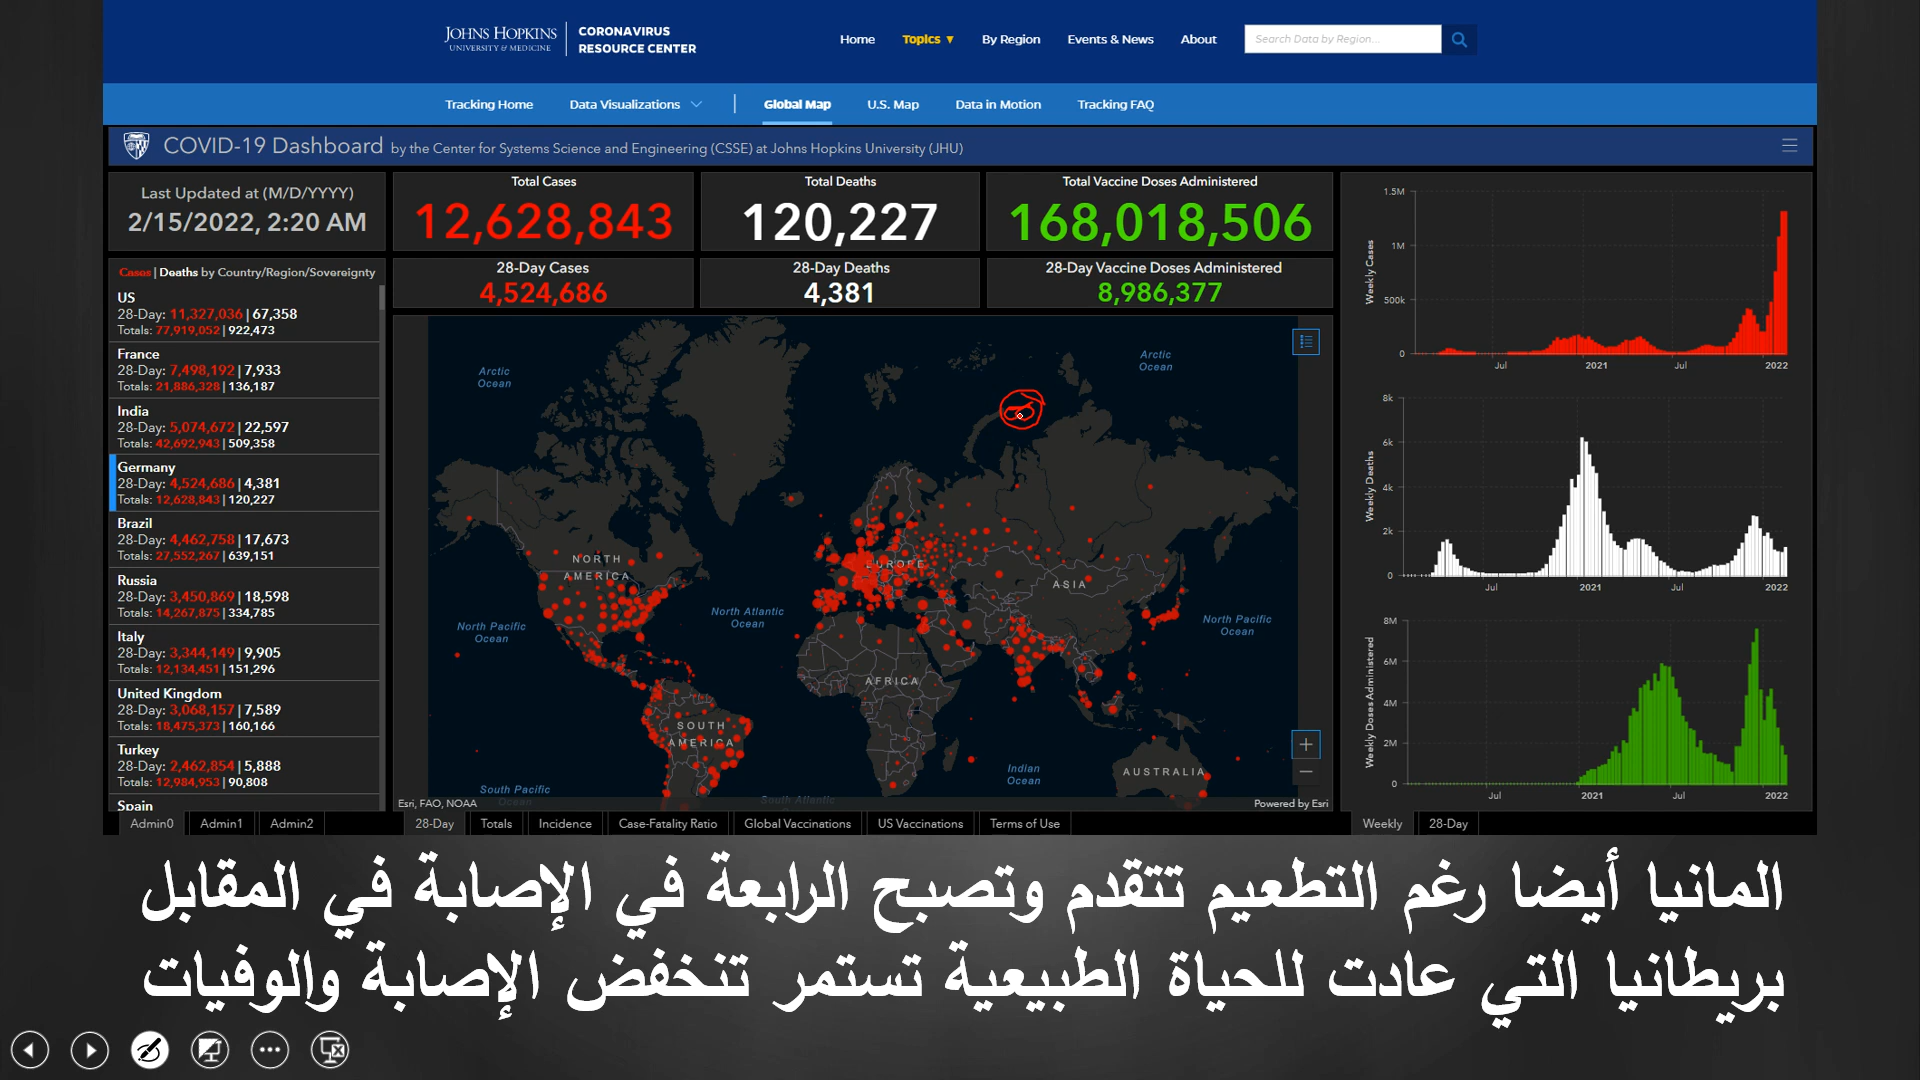 JOHNS HOPKINS
UNIVERSITY & MEDICINE
CORONAVIRUS
RESOURCE CENTER
Home
Topics ▼
By Region
Events & News
About
Search Data by Region...
Tracking Home
Data Visualizations
Global Map
U.S. Map
Data in Motion
Tracking FAQ
COVID-19 Dashboard by the Center for Systems Science and Engineering (CSSE) at Johns Hopkins University (JHU)
Last Updated at (M/D/YYYY)
2/15/2022, 2:20 AM
Total Cases
12,628,843
Total Deaths
120,227
Total Vaccine Doses Administered
168,018,506
28-Day Cases
4,524,686
28-Day Deaths
4,381
28-Day Vaccine Doses Administered
8,986,377
Cases | Deaths by Country/Region/Sovereignty
US
28-Day: 11,327,036 | 67,358
Totals: 77,919,052 | 922,473
France
28-Day: 7,498,192 | 7,933
Totals: 21,886,328 | 136,187
India
28-Day: 5,074,672 | 22,597
Totals: 42,692,943 | 509,358
Germany
28-Day: 4,524,686 | 4,381
Totals: 12,628,843 | 120,227
Brazil
28-Day: 4,462,758 | 17,673
Totals: 27,552,267 | 639,151
Russia
28-Day: 3,450,869 | 18,598
Totals: 14,267,875 | 334,785
Italy
28-Day: 3,344,149 | 9,905
Totals: 12,134,451 | 151,296
United Kingdom
28-Day: 3,068,157 | 7,589
Totals: 18,475,373 | 160,166
Turkey
28-Day: 2,462,854 | 5,888
Totals: 12,984,953 | 90,808
Spain
Admin0
Admin1
Admin2
Arctic
Ocean
Arctic
Ocean
NORTH
AMERICA
EUROPE
ASIA
North Atlantic
Ocean
North Pacific
Ocean
North Pacific
Ocean
AFRICA
SOUTH
AMERICA
Indian
Ocean
AUSTRALIA
South Pacific
Ocean
South Atlantic
Esri, FAO, NOAA
Powered by Esri
28-Day
Totals
Incidence
Case-Fatality Ratio
Global Vaccinations
US Vaccinations
Terms of Use
Weekly Cases
1.5M
1M
500k
0
Jul
2021
Jul
2022
Weekly Deaths
8k
6k
4k
2k
0
Jul
2021
Jul
2022
Weekly Doses Administered
8M
6M
4M
2M
0
Jul
2021
Jul
2022
Weekly
28-Day
المانيا أيضا رغم التطعيم تتقدم وتصبح الرابعة في الإصابة في المقابل
بريطانيا التي عادت للحياة الطبيعية تستمر تنخفض الإصابة والوفيات